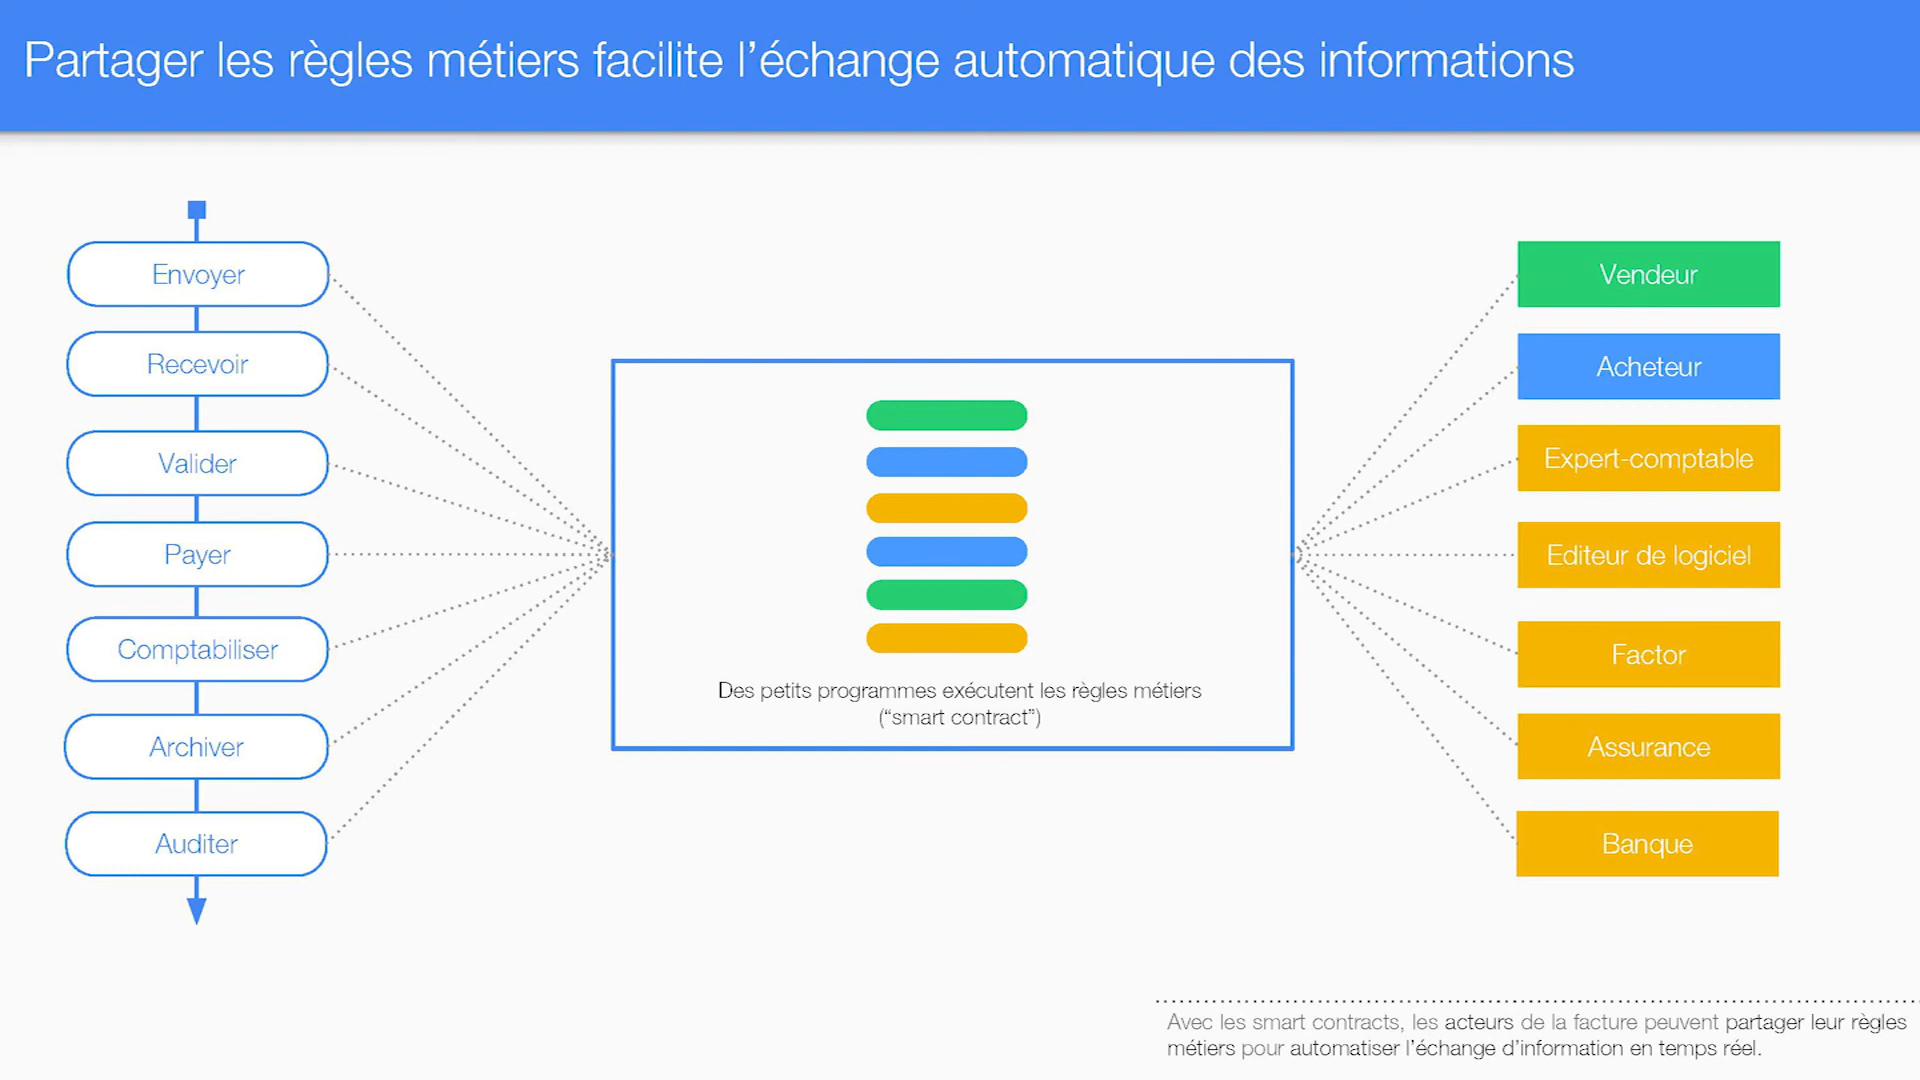 Partager les règles métiers facilite l’échange automatique des informations
Envoyer
Recevoir
Valider
Payer
Comptabiliser
Archiver
Auditer
Des petits programmes exécutent les règles métiers
(“smart contract”)
Vendeur
Acheteur
Expert-comptable
Editeur de logiciel
Factor
Assurance
Banque
Avec les smart contracts, les acteurs de la facture peuvent partager leur règles
métiers pour automatiser l’échange d’information en temps réel.